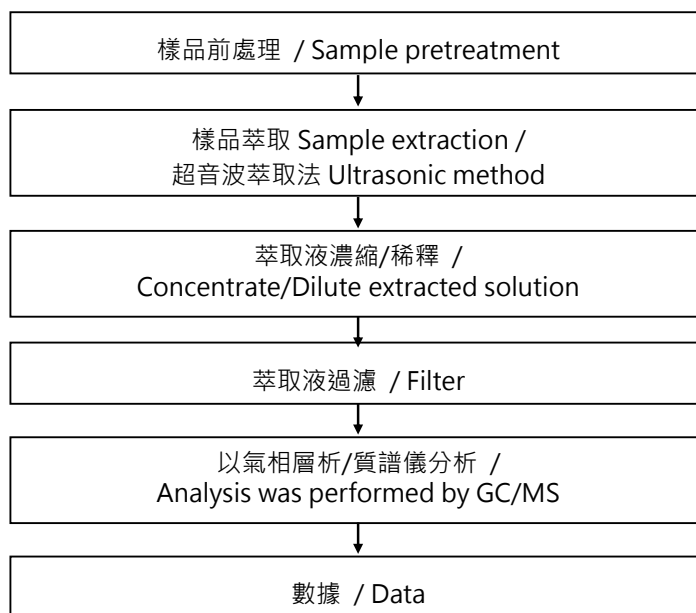 樣品前處理 / Sample pretreatment
樣品萃取 Sample extraction /
超音波萃取法 Ultrasonic method
萃取液濃縮/稀釋 /
Concentrate/Dilute extracted solution
萃取液過濾 / Filter
以氣相層析/質譜儀分析 /
Analysis was performed by GC/MS
數據 / Data